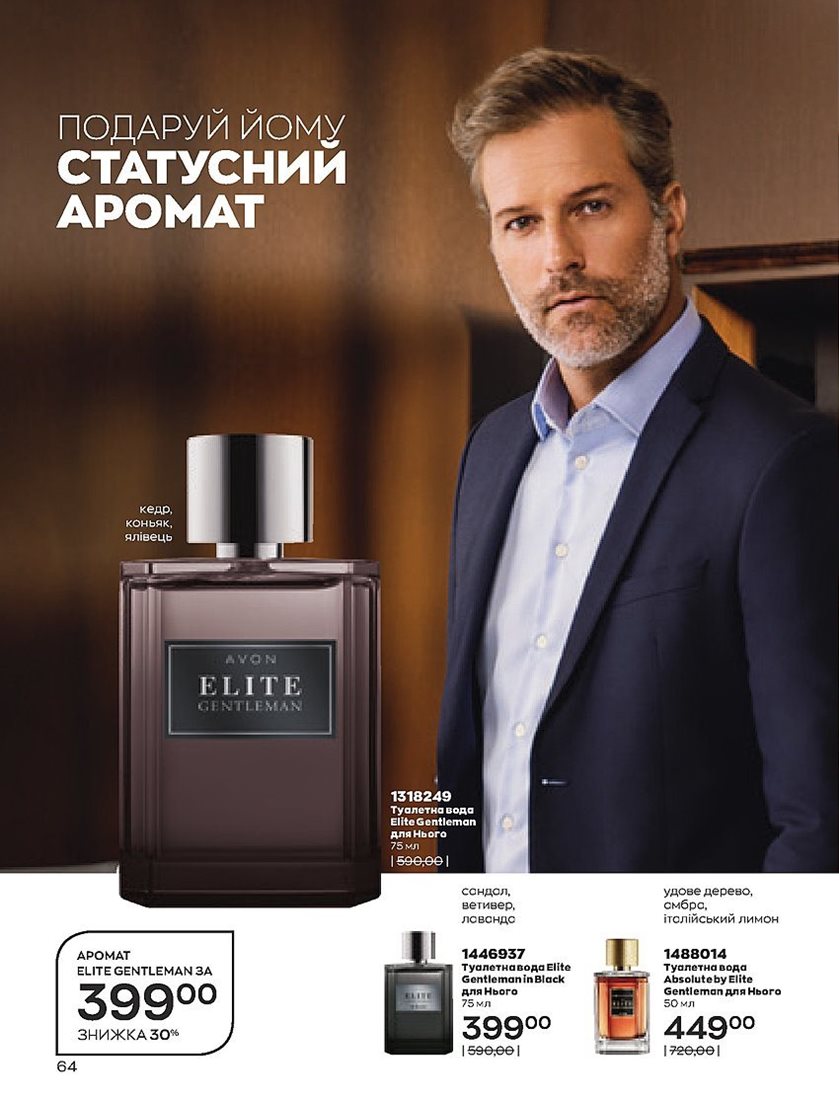 ПОДАРУЙ ЙОМУ
СТАТУСНИЙ
АРОМАТ
кедр,
коньяк,
ялівець
AVON
ELITE
GENTLEMAN
1318249
Туалетна вода
Elite Gentleman
для Нього
75 мл
| 590,00 |
АРОМАТ
ELITE GENTLEMAN ЗА
399⁰⁰
ЗНИЖКА 30%
сандал,
ветивер,
лаванда
1446937
Туалетна вода Elite
Gentleman in Black
для Нього
75 мл
399⁰⁰
| 590,00 |
ELITE
удове дерево,
амбра,
італійський лимон
1488014
Туалетна вода
Absolute by Elite
Gentleman для Нього
50 мл
449⁰⁰
| 720,00 |
ELITE
64